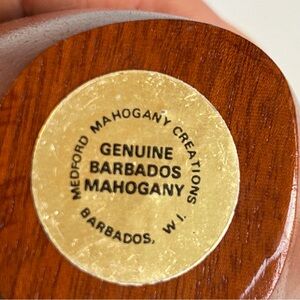 MEDFORD MAHOGANY CREATIONS
GENUINE
BARBADOS
MAHOGANY
BARBADOS, W.I.